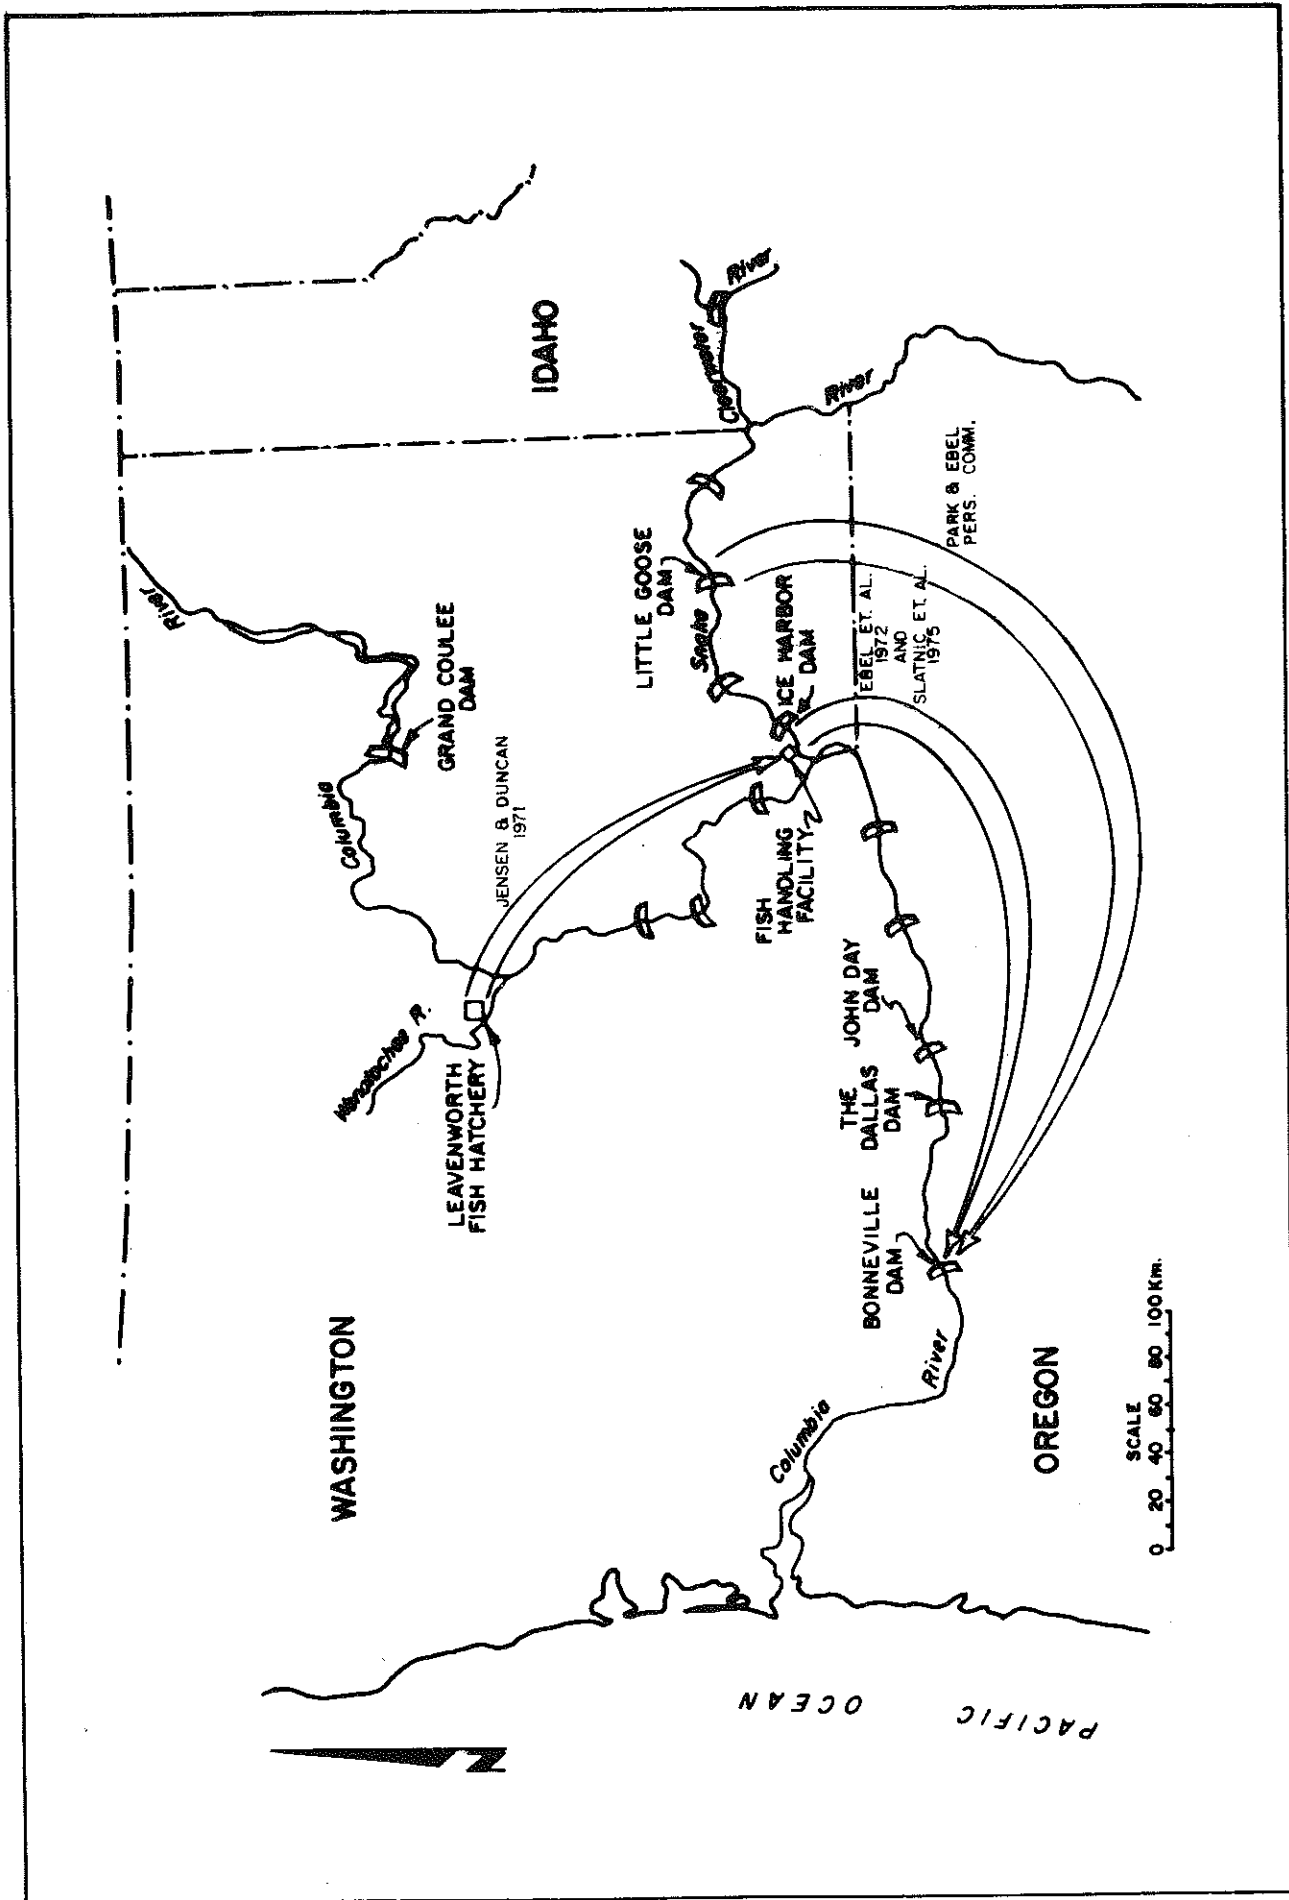 WASHINGTON
IDAHO
OREGON
PACIFIC OCEAN
N
Columbia
River
GRAND COULEE
DAM
JENSEN & DUNCAN
1971
Wenatchee R.
LEAVENWORTH
FISH HATCHERY
LITTLE GOOSE
DAM
Snake
River
Clearwater
River
ICE HARBOR
DAM
FISH
HANDLING
FACILITY
EBEL ET. AL.
1972
AND
SLATNIC ET. AL.
1975
PARK & EBEL
PERS. COMM.
JOHN DAY
DAM
THE
DALLAS
DAM
BONNEVILLE
DAM
Columbia
River
SCALE
0 20 40 60 80 100 Km.